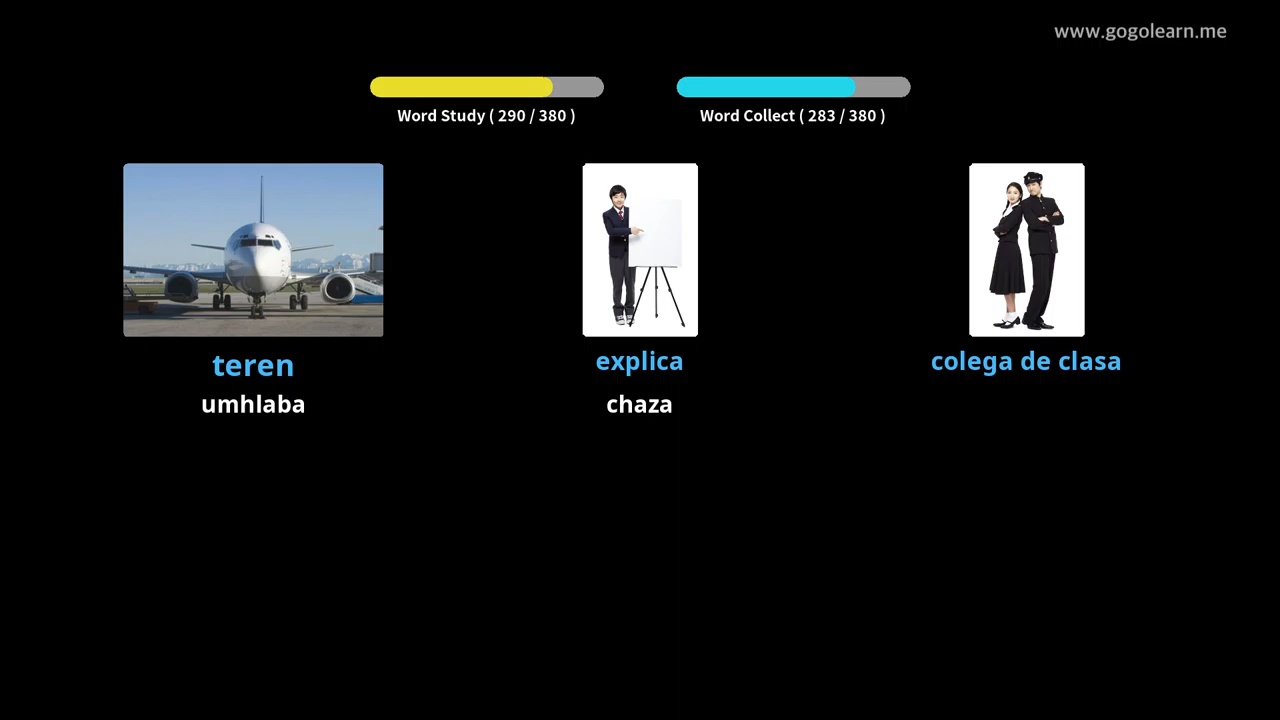 www.gogolearn.me
Word Study ( 290 / 380 )
Word Collect ( 283 / 380 )
teren
explica
colega de clasa
umhlaba
chaza